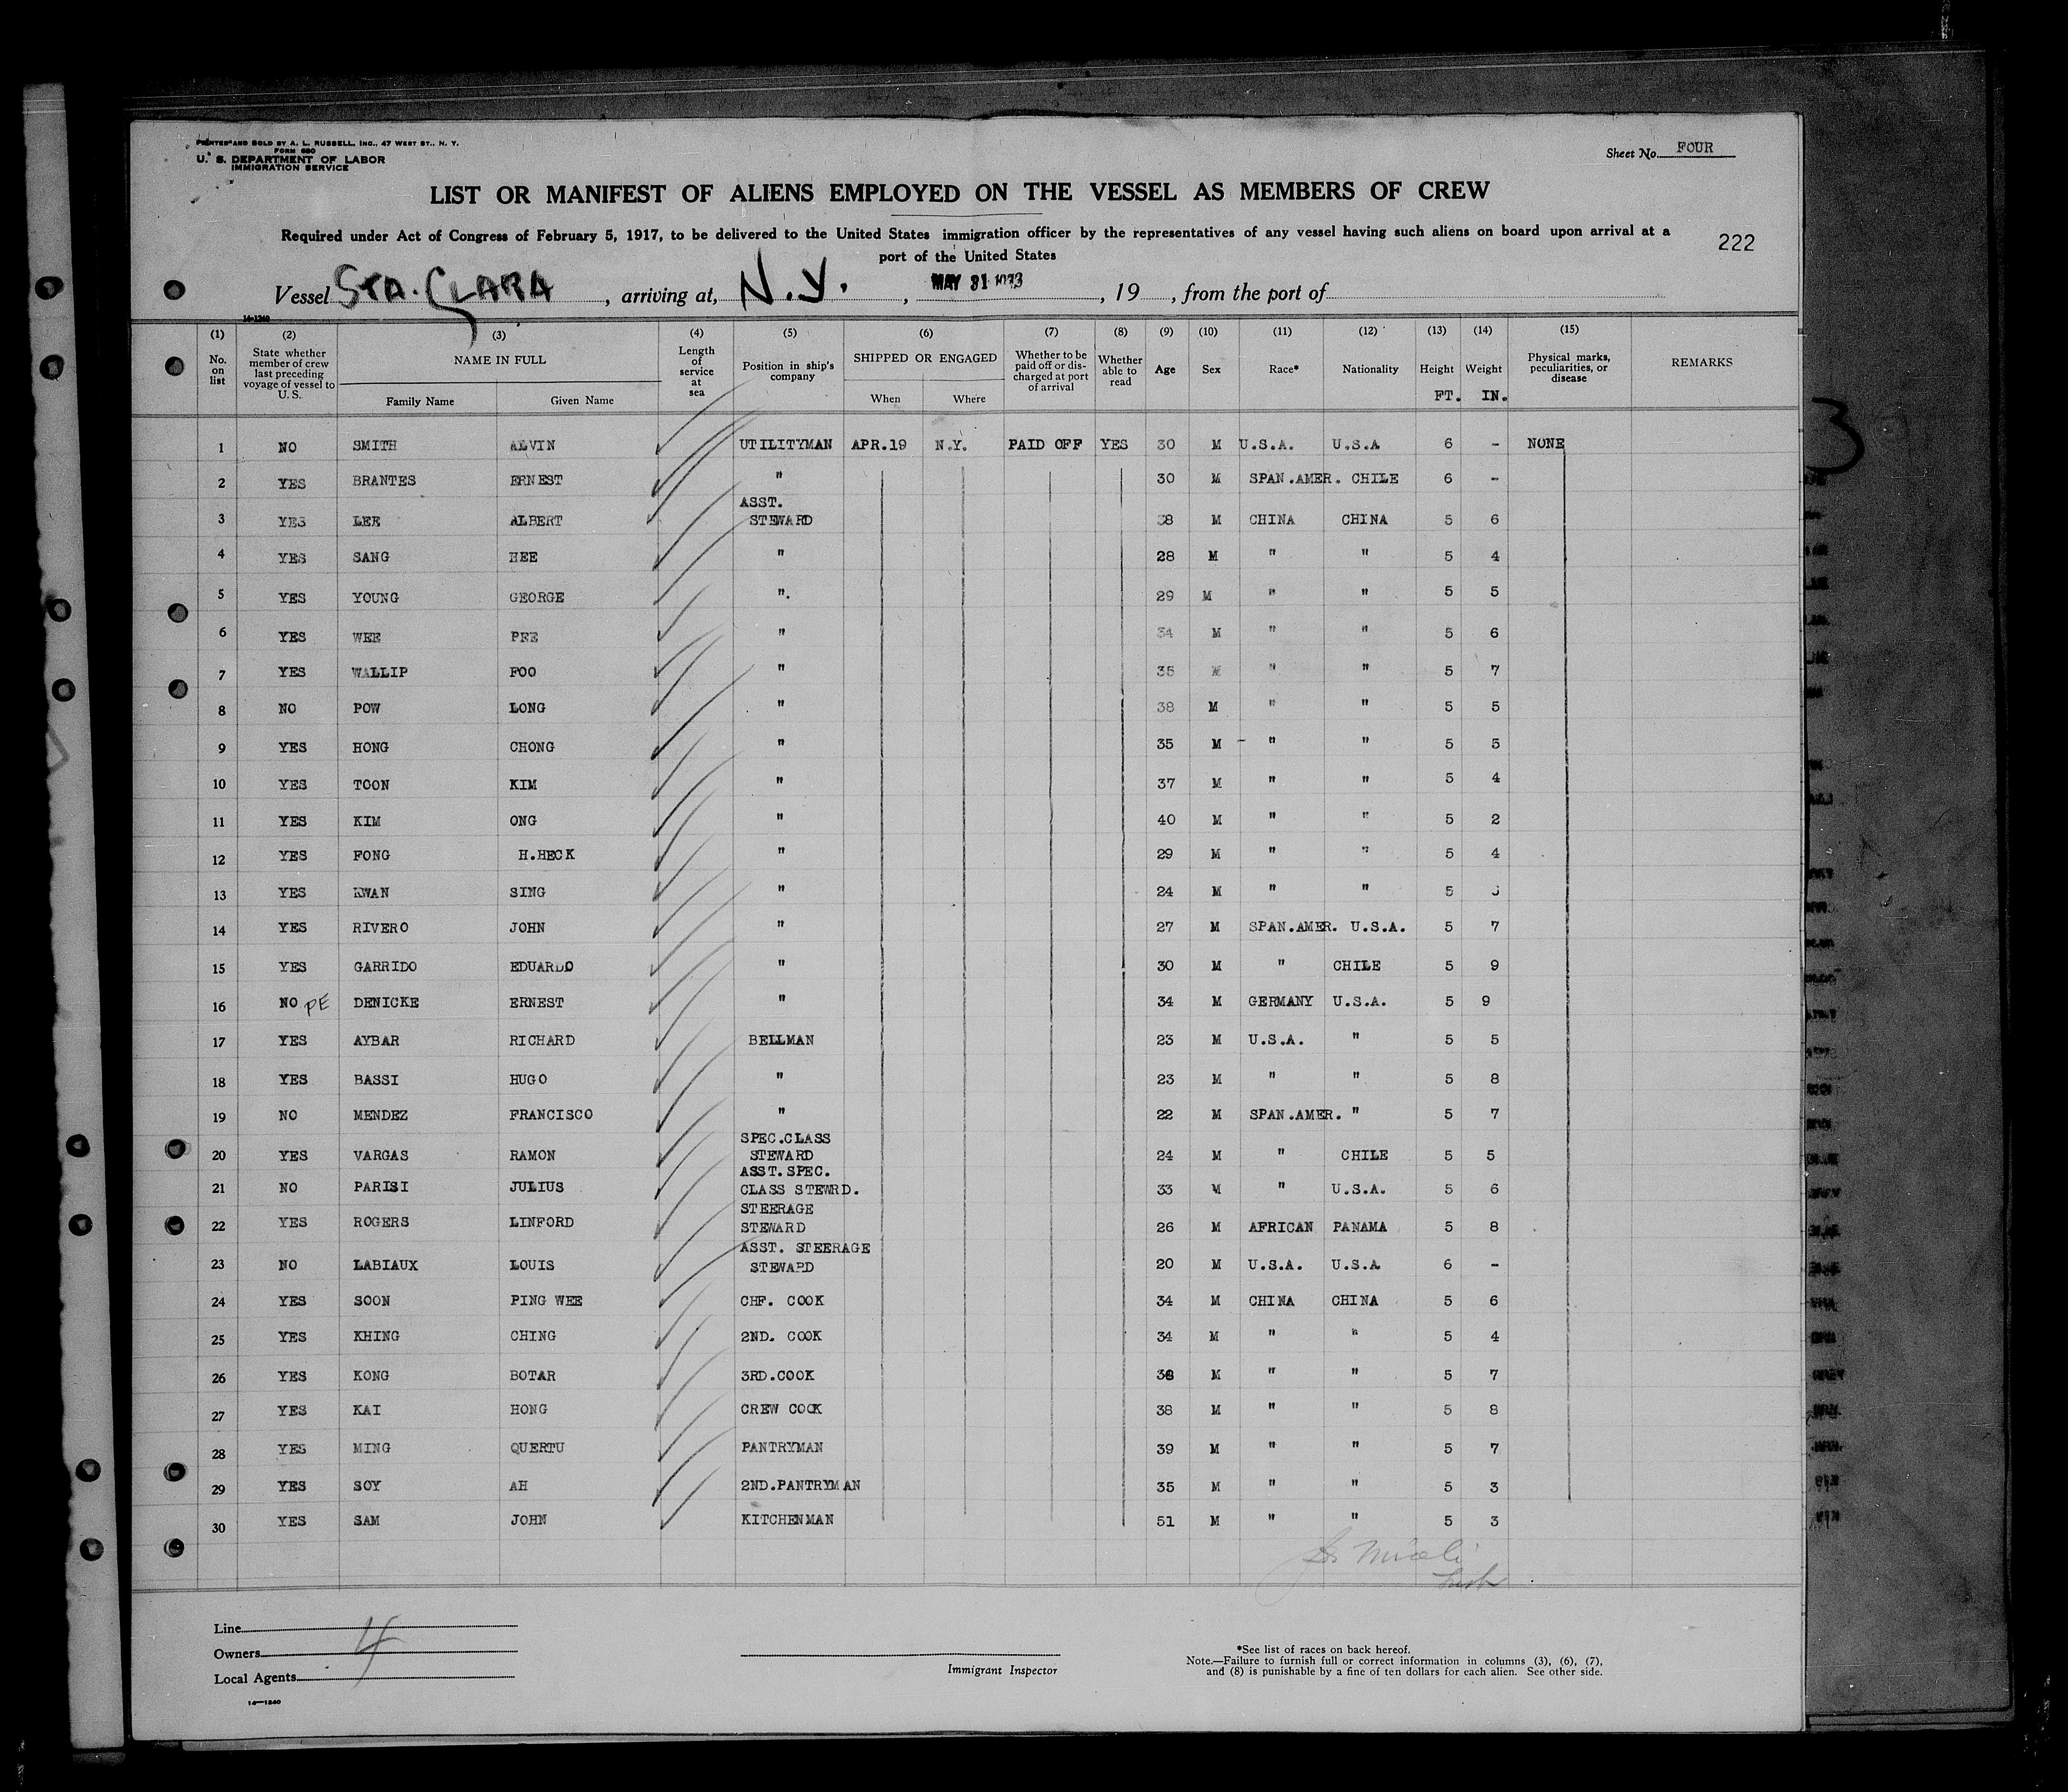 PRINTED AND SOLD BY A. L. RUSSELL, INC., 47 WEST ST., N. Y.
FORM 680
U. S. DEPARTMENT OF LABOR
IMMIGRATION SERVICE
Sheet No. FOUR
LIST OR MANIFEST OF ALIENS EMPLOYED ON THE VESSEL AS MEMBERS OF CREW
Required under Act of Congress of February 5, 1917, to be delivered to the United States immigration officer by the representatives of any vessel having such aliens on board upon arrival at a
port of the United States
222
Vessel STA. CLARA , arriving at, N.Y. , MAY 31 , 19 , from the port of
14-1240
(1) (2) (3) (4) (5) (6) (7) (8) (9) (10) (11) (12) (13) (14) (15)
No. on list State whether member of crew last preceding voyage of vessel to U. S. NAME IN FULL Family Name Given Name Length of service at sea Position in ship's company SHIPPED OR ENGAGED When Where Whether to be paid off or discharged at port of arrival Whether able to read Age Sex Race* Nationality Height FT. Weight IN. Physical marks, peculiarities, or disease REMARKS
1 NO SMITH ALVIN UTILITYMAN APR.19 N.Y. PAID OFF YES 30 M U.S.A. U.S.A 6 - NONE
2 YES BRANTES ERNEST " 30 M SPAN.AMER. CHILE 6 -
3 YES LEE ALBERT ASST. STEWARD 38 M CHINA CHINA 5 6
4 YES SANG HEE " 28 M " " 5 4
5 YES YOUNG GEORGE ". 29 M " " 5 5
6 YES WEE PEE " 34 M " " 5 6
7 YES WALLIP FOO " 35 M " " 5 7
8 NO POW LONG " 38 M " " 5 5
9 YES HONG CHONG " 35 M - " " 5 5
10 YES TOON KIM " 37 M " " 5 4
11 YES KIM ONG " 40 M " " 5 2
12 YES FONG H.HECK " 29 M " " 5 4
13 YES KWAN SING " 24 M " " 5
14 YES RIVERO JOHN " 27 M SPAN.AMER. U.S.A. 5 7
15 YES GARRIDO EDUARDO " 30 M " CHILE 5 9
16 NO PE DENICKE ERNEST " 34 M GERMANY U.S.A. 5 9
17 YES AYBAR RICHARD BELLMAN 23 M U.S.A. " 5 5
18 YES BASSI HUGO " 23 M " " 5 8
19 NO MENDEZ FRANCISCO " 22 M SPAN.AMER. " 5 7
20 YES VARGAS RAMON SPEC.CLASS STEWARD 24 M " CHILE 5 5
21 NO PARISI JULIUS ASST.SPEC. CLASS STEWRD. 33 M " U.S.A. 5 6
22 YES ROGERS LINFORD STEERAGE STEWARD 26 M AFRICAN PANAMA 5 8
23 NO LABIAUX LOUIS ASST. STEERAGE STEWARD 20 M U.S.A. U.S.A 6 -
24 YES SOON PING WEE CHF. COOK 34 M CHINA CHINA 5 6
25 YES KHING CHING 2ND. COOK 34 M " " 5 4
26 YES KONG BOTAR 3RD.COOK M " " 5 7
27 YES KAI HONG CREW COOK 38 M " " 5 8
28 YES MING QUERTU PANTRYMAN 39 M " " 5 7
29 YES SOY AH 2ND.PANTRYMAN 35 M " " 5 3
30 YES SAM JOHN KITCHENMAN 51 M " " 5 3
Line
Owners
Local Agents
4
14-1240
Immigrant Inspector
*See list of races on back hereof.
Note.—Failure to furnish full or correct information in columns (3), (6), (7),
and (8) is punishable by a fine of ten dollars for each alien. See other side.
3